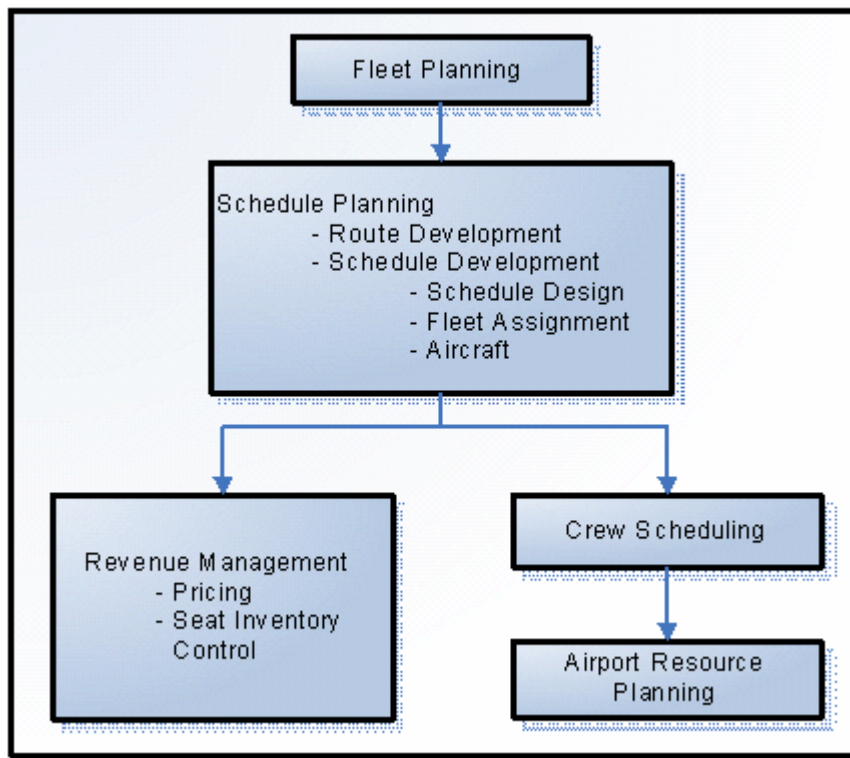 Fleet Planning
Schedule Planning
- Route Development
- Schedule Development
- Schedule Design
- Fleet Assignment
- Aircraft
Revenue Management
- Pricing
- Seat Inventory
Control
Crew Scheduling
Airport Resource
Planning